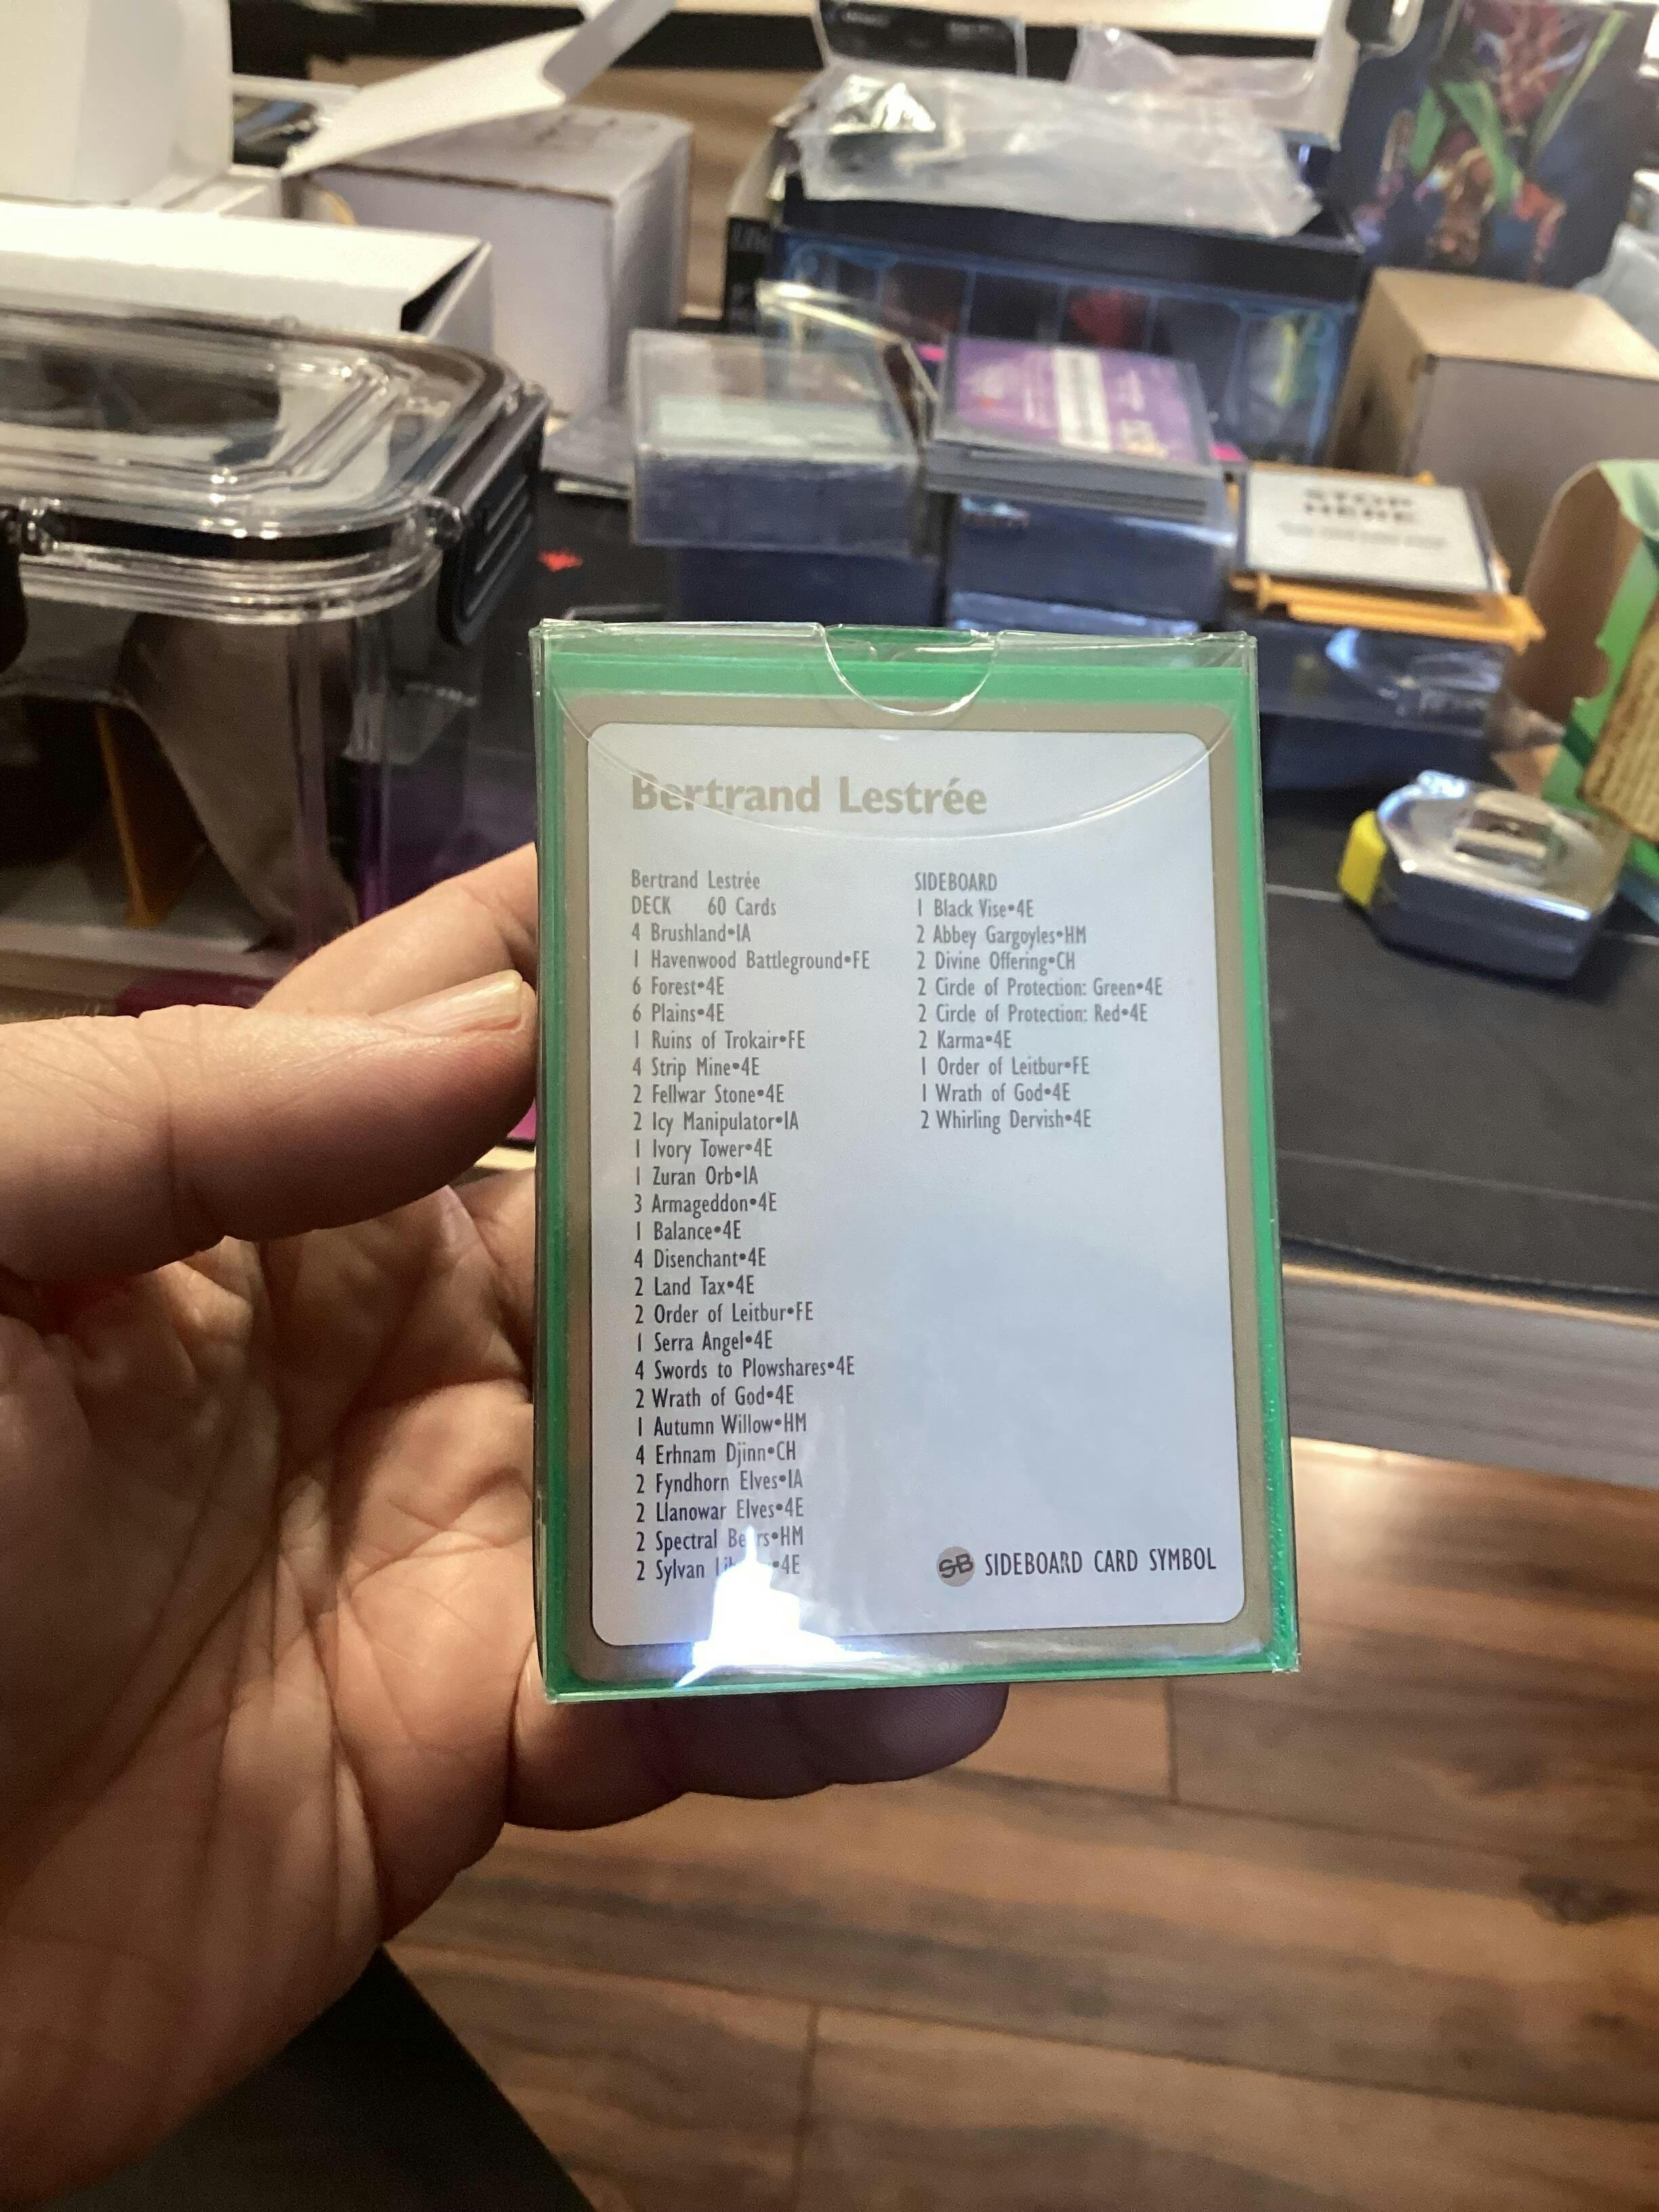 STOP
HERE
Bertrand Lestrée
Bertrand Lestrée
DECK 60 Cards
4 Brushland•IA
1 Havenwood Battleground•FE
6 Forest•4E
6 Plains•4E
1 Ruins of Trokair•FE
4 Strip Mine•4E
2 Fellwar Stone•4E
2 Icy Manipulator•IA
1 Ivory Tower•4E
1 Zuran Orb•IA
3 Armageddon•4E
1 Balance•4E
4 Disenchant•4E
2 Land Tax•4E
2 Order of Leitbur•FE
1 Serra Angel•4E
4 Swords to Plowshares•4E
2 Wrath of God•4E
1 Autumn Willow•HM
4 Erhnam Djinn•CH
2 Fyndhorn Elves•IA
2 Llanowar Elves•4E
2 Spectral Bears•HM
2 Sylvan •4E
SIDEBOARD
1 Black Vise•4E
2 Abbey Gargoyles•HM
2 Divine Offering•CH
2 Circle of Protection: Green•4E
2 Circle of Protection: Red•4E
2 Karma•4E
1 Order of Leitbur•FE
1 Wrath of God•4E
2 Whirling Dervish•4E
SB SIDEBOARD CARD SYMBOL